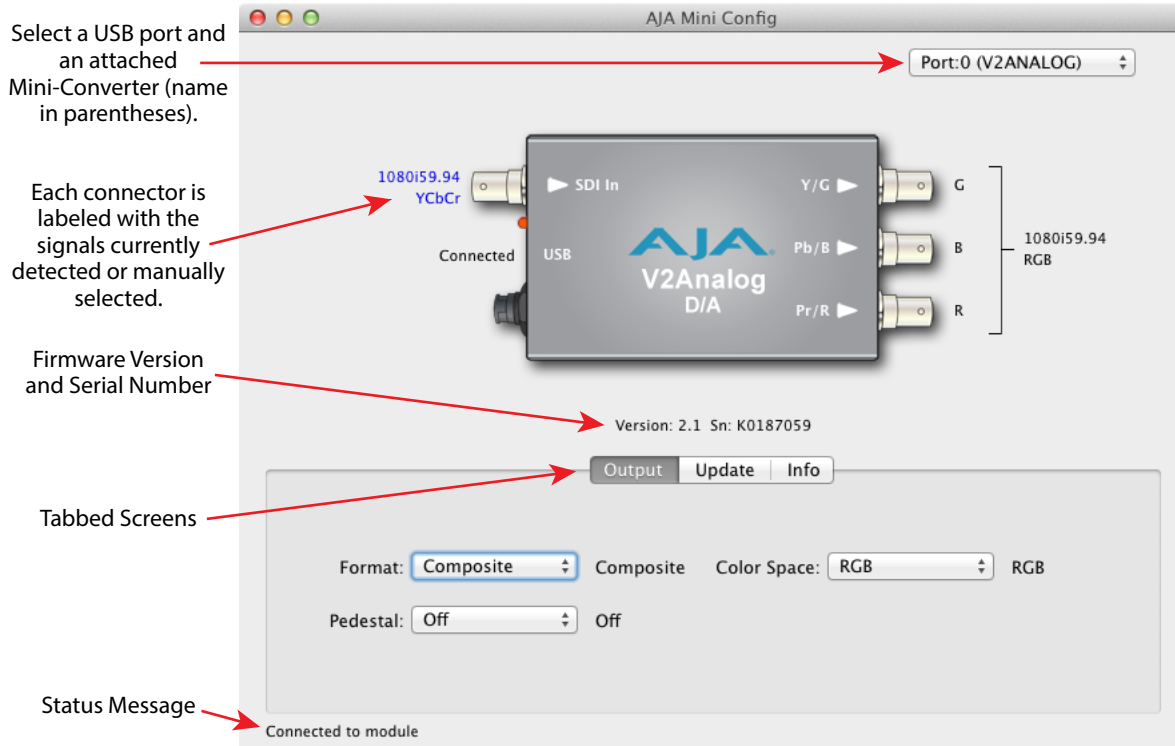 AJA Mini Config
Select a USB port and
an attached
Mini-Converter (name
in parentheses).
Port:0 (V2ANALOG)
Each connector is
labeled with the
signals currently
detected or manually
selected.
1080i59.94
YCbCr
Connected
SDI In
USB
AJA
V2Analog
D/A
Y/G
Pb/B
Pr/R
G
B
R
1080i59.94
RGB
Firmware Version
and Serial Number
Version: 2.1 Sn: K0187059
Tabbed Screens
Output Update Info
Format: Composite Composite Color Space: RGB RGB
Pedestal: Off Off
Status Message
Connected to module